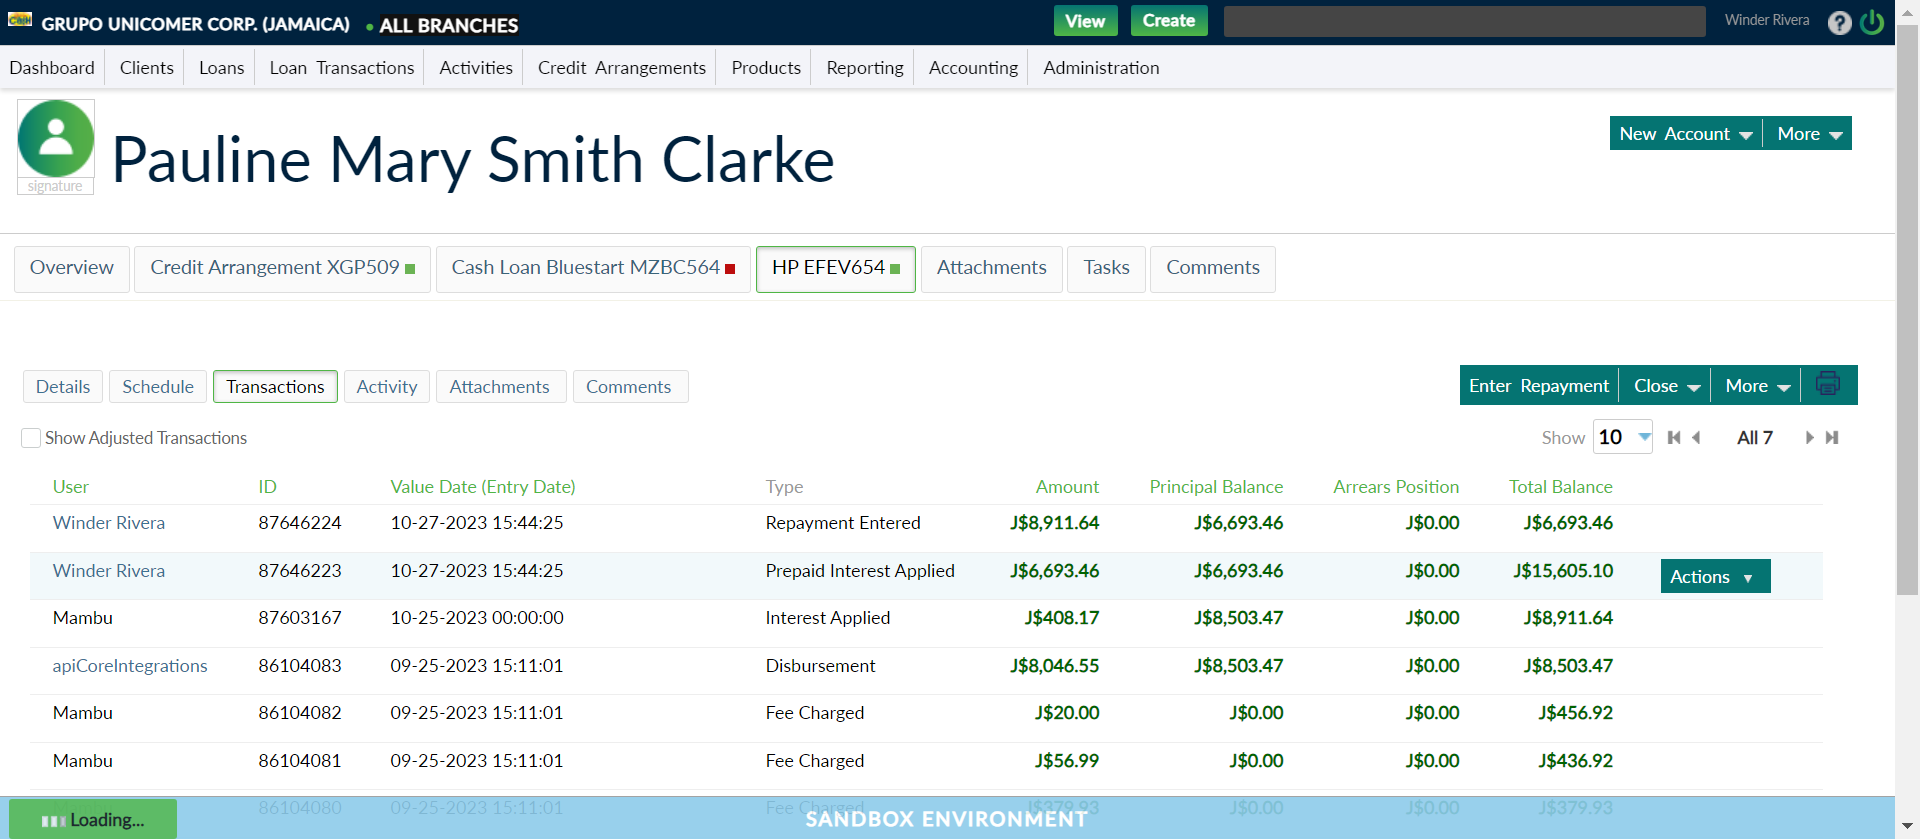 CasH GRUPO UNICOMER CORP. (JAMAICA) • ALL BRANCHES View Create Winder Rivera ?
Dashboard Clients Loans Loan Transactions Activities Credit Arrangements Products Reporting Accounting Administration
signature
Pauline Mary Smith Clarke
New Account More
Overview Credit Arrangement XGP509 Cash Loan Bluestart MZBC564 HP EFEV654 Attachments Tasks Comments
Details Schedule Transactions Activity Attachments Comments Enter Repayment Close More
Show Adjusted Transactions Show 10 All 7
User ID Value Date (Entry Date) Type Amount Principal Balance Arrears Position Total Balance
Winder Rivera 87646224 10-27-2023 15:44:25 Repayment Entered J$8,911.64 J$6,693.46 J$0.00 J$6,693.46
Winder Rivera 87646223 10-27-2023 15:44:25 Prepaid Interest Applied J$6,693.46 J$6,693.46 J$0.00 J$15,605.10 Actions
Mambu 87603167 10-25-2023 00:00:00 Interest Applied J$408.17 J$8,503.47 J$0.00 J$8,911.64
apiCoreIntegrations 86104083 09-25-2023 15:11:01 Disbursement J$8,046.55 J$8,503.47 J$0.00 J$8,503.47
Mambu 86104082 09-25-2023 15:11:01 Fee Charged J$20.00 J$0.00 J$0.00 J$456.92
Mambu 86104081 09-25-2023 15:11:01 Fee Charged J$56.99 J$0.00 J$0.00 J$436.92
Mambu 86104080 09-25-2023 15:11:01 Fee Charged J$379.93 J$0.00 J$0.00 J$379.93
Loading... SANDBOX ENVIRONMENT